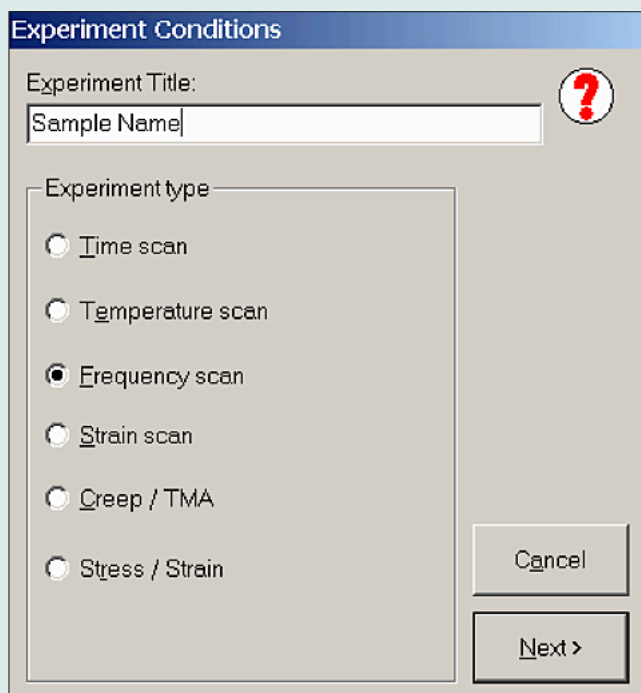 Experiment Conditions
Experiment Title:
?
Sample Name
Experiment type
Time scan
Temperature scan
Frequency scan
Strain scan
Creep / TMA
Stress / Strain
Cancel
Next >